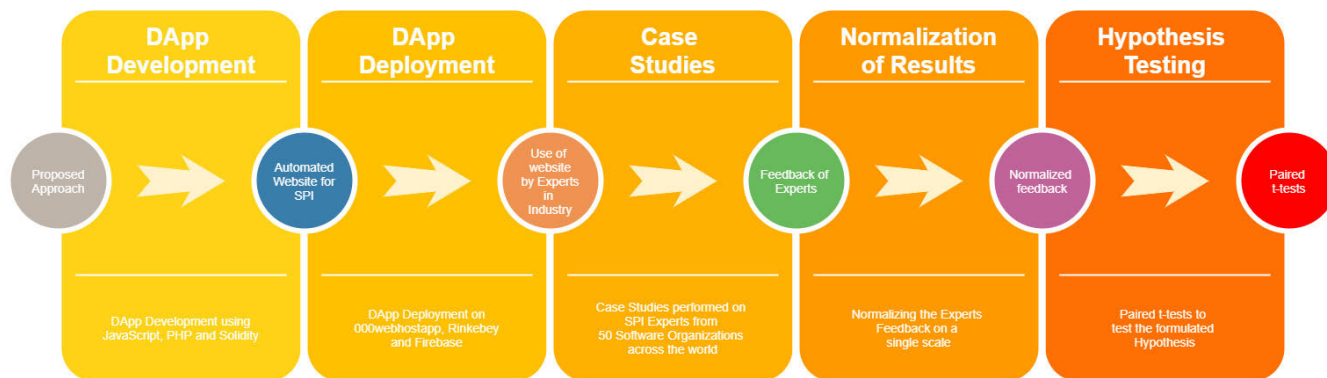 DApp
Development
DApp
Deployment
Case
Studies
Normalization
of Results
Hypothesis
Testing
Proposed
Approach
Automated
Website for
SPI
Use of
website
by Experts
in
Industry
Feedback of
Experts
Normalized
feedback
Paired
t-tests
DApp Development using
JavaScript, PHP and Solidity
DApp Deployment on
000webhostapp, Rinkebey
and Firebase
Case Studies performed on
SPI Experts from
50 Software Organizations
across the world
Normalizing the Experts
Feedback on a
single scale
Paired t-tests to
test the formulated
Hypothesis